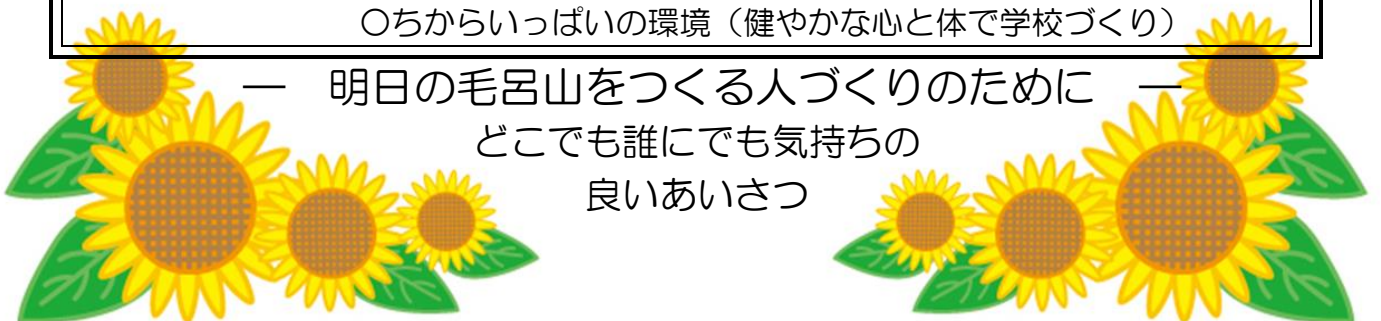 〇ちからいっぱいの環境（健やかな心と体で学校づくり）
― 明日の毛呂山をつくる人づくりのために ―
どこでも誰にでも気持ちの
良いあいさつ